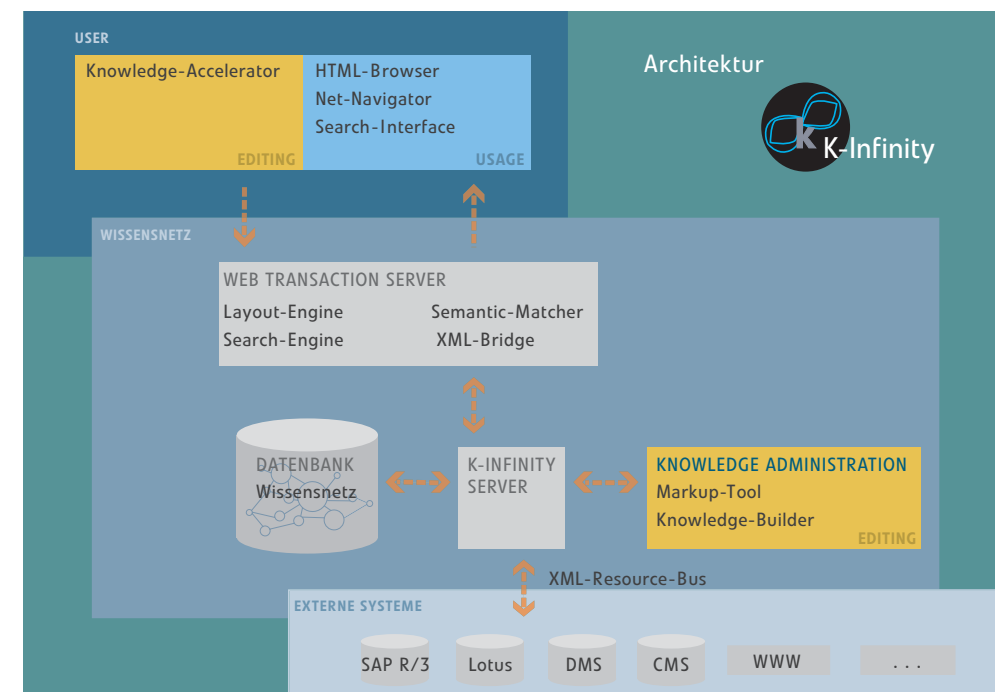 USER
Knowledge-Accelerator
EDITING
HTML-Browser
Net-Navigator
Search-Interface
USAGE
Architektur
k
K-Infinity
WISSENSNETZ
WEB TRANSACTION SERVER
Layout-Engine Semantic-Matcher
Search-Engine XML-Bridge
DATENBANK
Wissensnetz
K-INFINITY
SERVER
KNOWLEDGE ADMINISTRATION
Markup-Tool
Knowledge-Builder
EDITING
XML-Resource-Bus
EXTERNE SYSTEME
SAP R/3 Lotus DMS CMS WWW ...